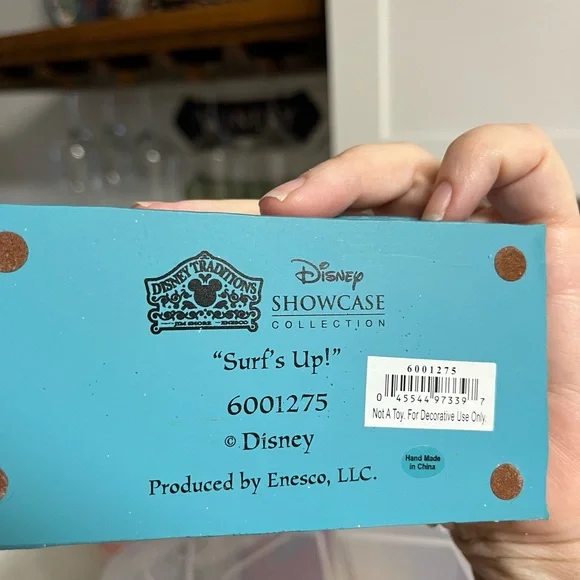 DISNEY TRADITIONS
JIM SHORE ENESCO
Disney
SHOWCASE
COLLECTION
"Surf's Up!"
6001275
© Disney
Produced by Enesco, LLC.
6001275
0 45544 97339 7
Not A Toy. For Decorative Use Only.
Hand Made
in China